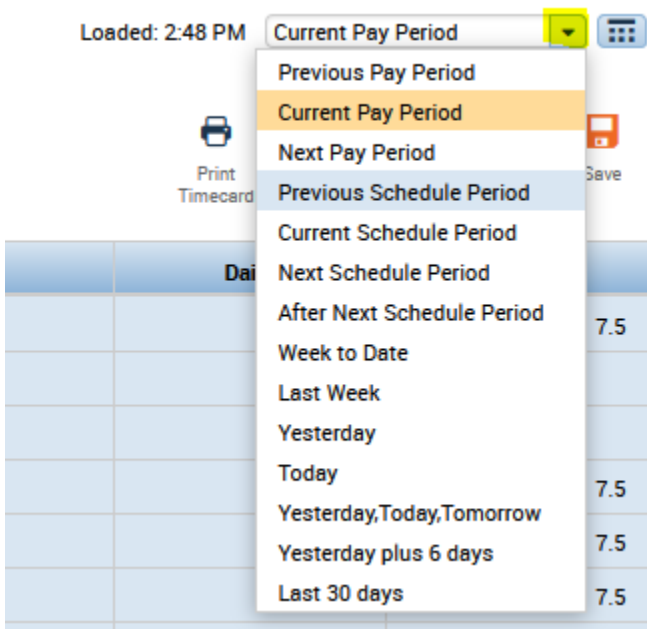 Loaded: 2:48 PM Current Pay Period
Previous Pay Period
Current Pay Period
Next Pay Period
Print
Timecard
Save
Previous Schedule Period
Current Schedule Period
Dai
Next Schedule Period
After Next Schedule Period
7.5
Week to Date
Last Week
Yesterday
Today
7.5
Yesterday,Today,Tomorrow
Yesterday plus 6 days
7.5
Last 30 days
7.5